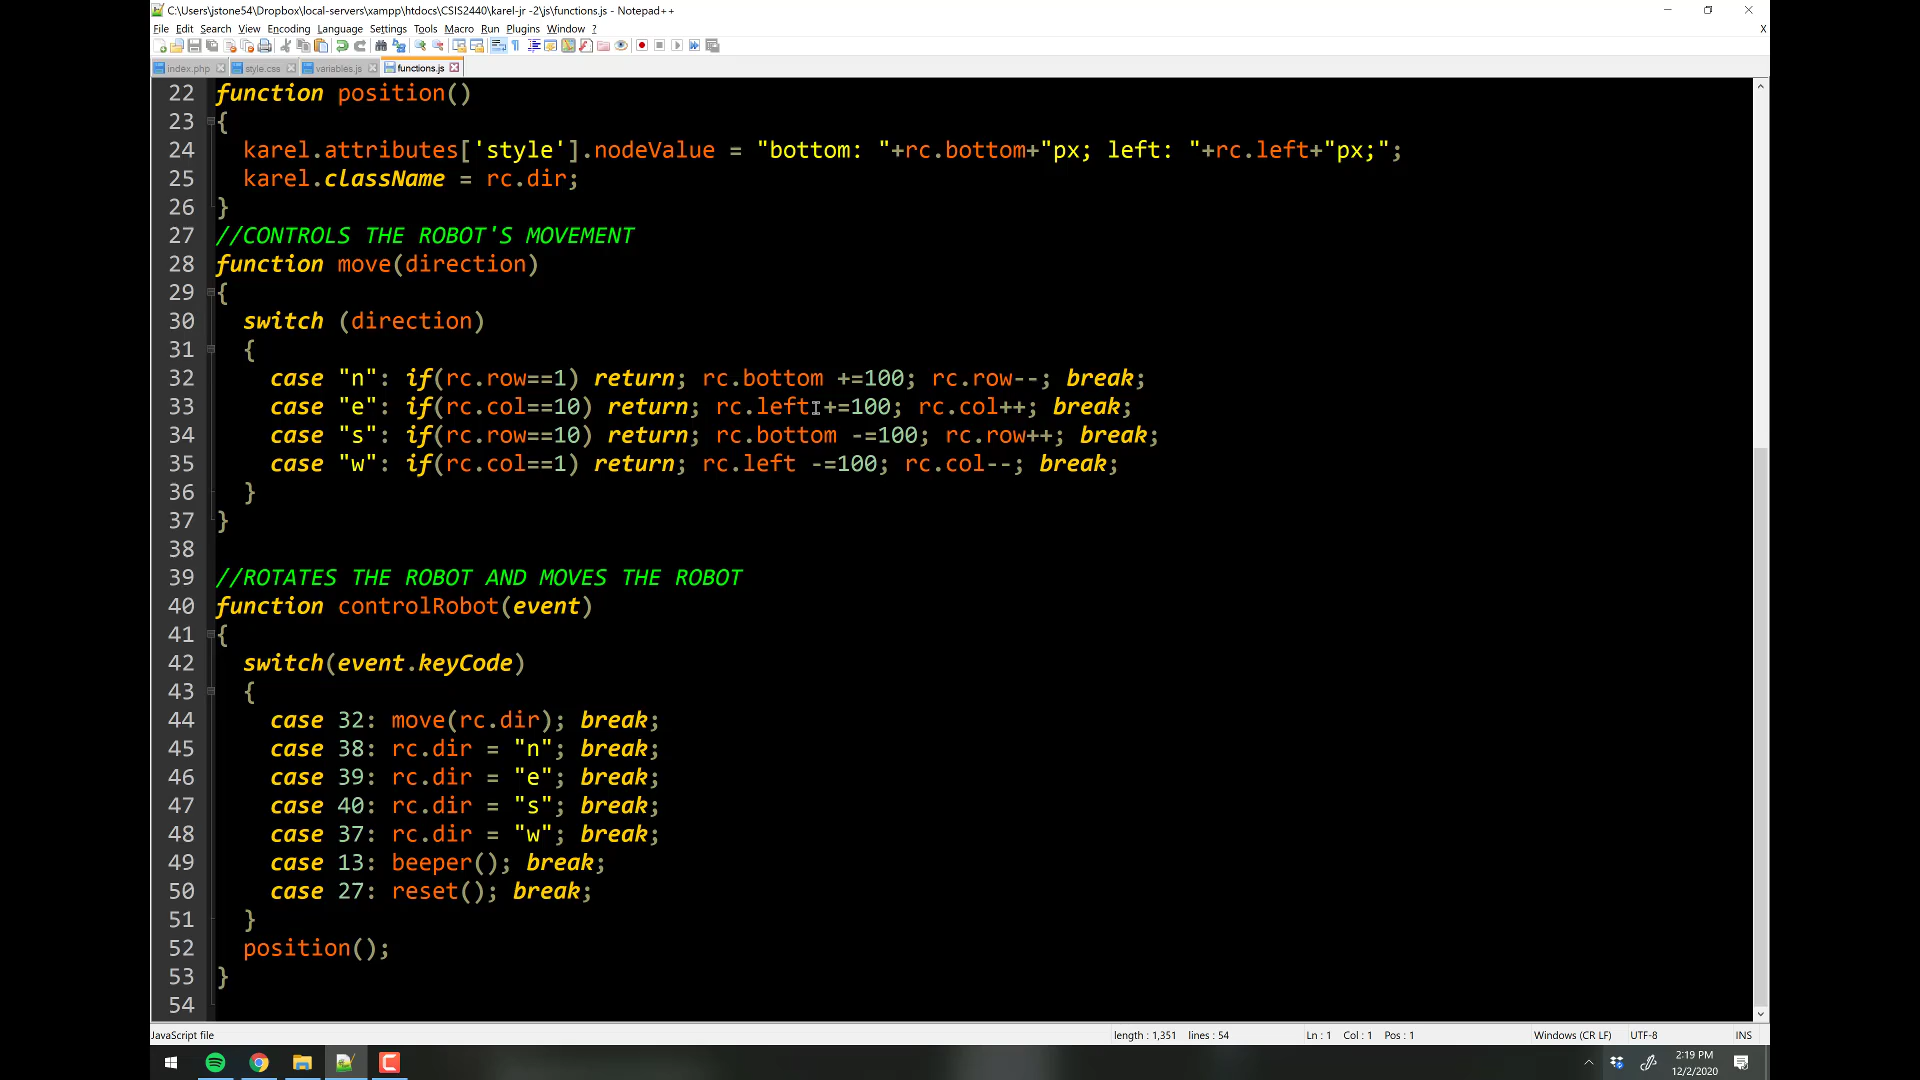 C:\Users\jstone54\Dropbox\local-servers\xampp\htdocs\CSIS2440\karel-jr -2\js\functions.js - Notepad++
File Edit Search View Encoding Language Settings Tools Macro Run Plugins Window ? X
index.php style.css variables.js functions.js
22 function position()
23 {
24 karel.attributes['style'].nodeValue = "bottom: "+rc.bottom+"px; left: "+rc.left+"px;";
25 karel.className = rc.dir;
26 }
27 //CONTROLS THE ROBOT'S MOVEMENT
28 function move(direction)
29 {
30 switch (direction)
31 {
32 case "n": if(rc.row==1) return; rc.bottom +=100; rc.row--; break;
33 case "e": if(rc.col==10) return; rc.left +=100; rc.col++; break;
34 case "s": if(rc.row==10) return; rc.bottom -=100; rc.row++; break;
35 case "w": if(rc.col==1) return; rc.left -=100; rc.col--; break;
36 }
37 }
38
39 //ROTATES THE ROBOT AND MOVES THE ROBOT
40 function controlRobot(event)
41 {
42 switch(event.keyCode)
43 {
44 case 32: move(rc.dir); break;
45 case 38: rc.dir = "n"; break;
46 case 39: rc.dir = "e"; break;
47 case 40: rc.dir = "s"; break;
48 case 37: rc.dir = "w"; break;
49 case 13: beeper(); break;
50 case 27: reset(); break;
51 }
52 position();
53 }
54
JavaScript file length : 1,351 lines : 54 Ln : 1 Col : 1 Pos : 1 Windows (CR LF) UTF-8 INS
2:19 PM
12/2/2020